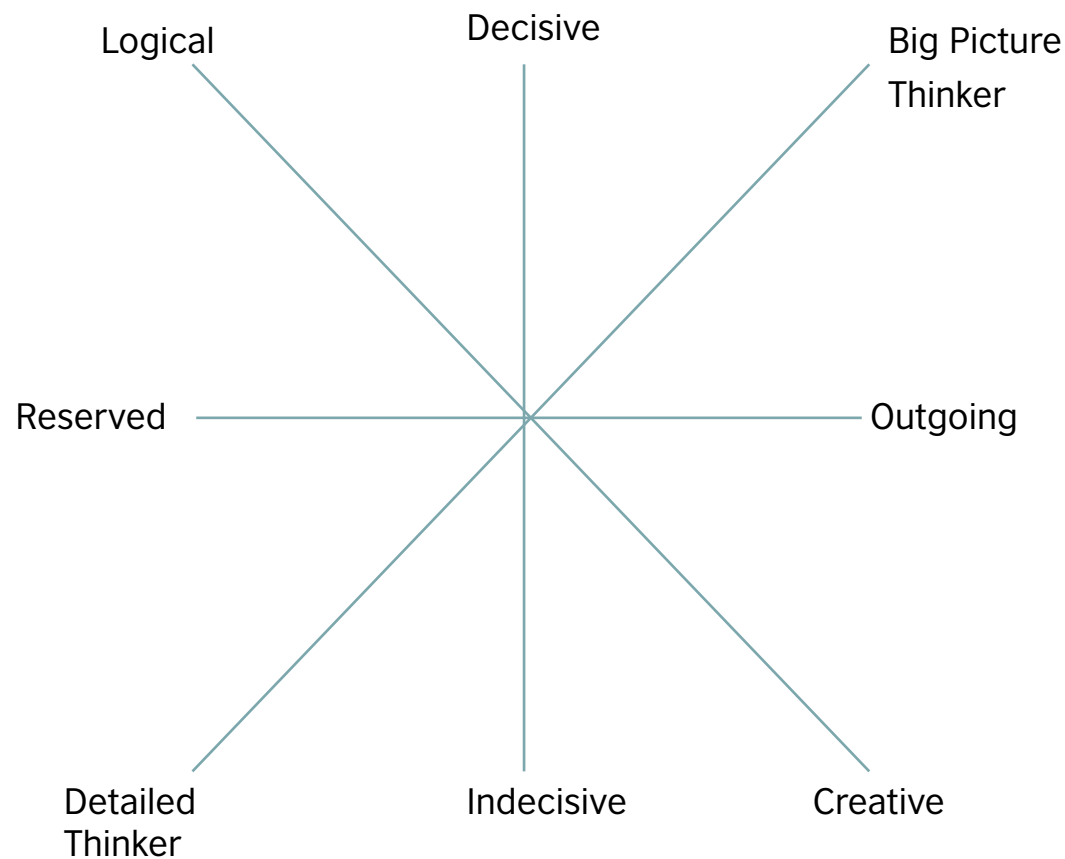 Logical
Decisive
Big Picture
Thinker
Reserved
Outgoing
Detailed
Thinker
Indecisive
Creative